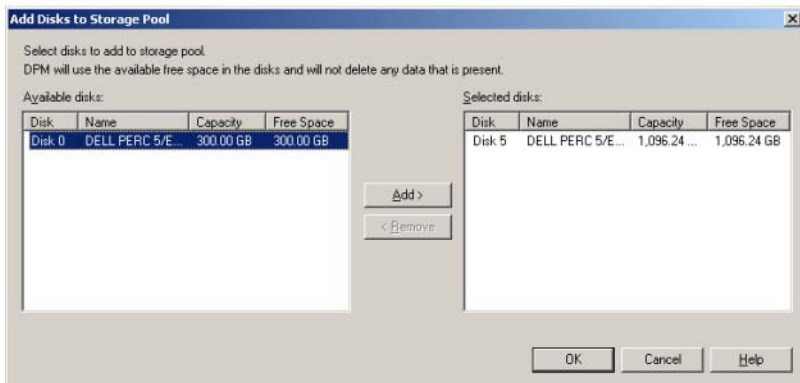 Add Disks to Storage Pool
Select disks to add to storage pool.
DPM will use the available free space in the disks and will not delete any data that is present.
Available disks:
Disk Name Capacity Free Space
Disk 0 DELL PERC 5/E... 300.00 GB 300.00 GB
Add >
< Remove
Selected disks:
Disk Name Capacity Free Space
Disk 5 DELL PERC 5/E... 1,096.24 ... 1,096.24 GB
OK
Cancel
Help